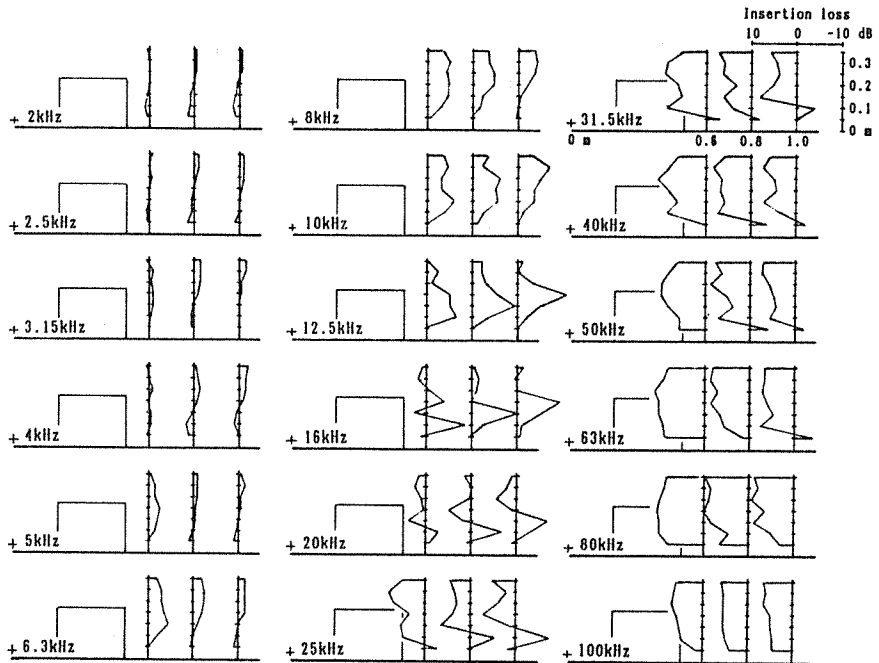 Insertion loss
10 0 -10 dB
+ 2kHz
+ 8kHz
+ 31.5kHz
0.3
0.2
0.1
0 m
0 m 0.6 0.8 1.0
+ 2.5kHz
+ 10kHz
+ 40kHz
+ 3.15kHz
+ 12.5kHz
+ 50kHz
+ 4kHz
+ 16kHz
+ 63kHz
+ 5kHz
+ 20kHz
+ 80kHz
+ 6.3kHz
+ 25kHz
+ 100kHz